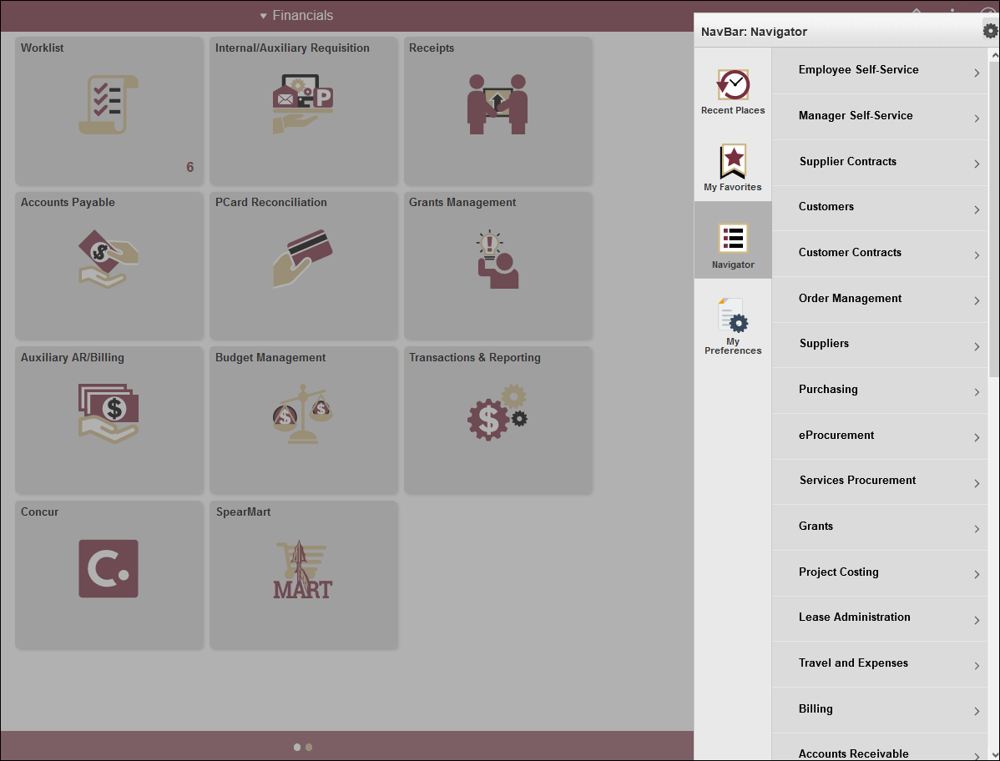 ▼ Financials
Worklist
6
Internal/Auxiliary Requisition
P
Receipts
Accounts Payable
$
PCard Reconciliation
Grants Management
!
Auxiliary AR/Billing
$
Budget Management
$ $
Transactions & Reporting
$
Concur
C.
SpearMart
MART
NavBar: Navigator
Recent Places
My Favorites
Navigator
My
Preferences
Employee Self-Service
Manager Self-Service
Supplier Contracts
Customers
Customer Contracts
Order Management
Suppliers
Purchasing
eProcurement
Services Procurement
Grants
Project Costing
Lease Administration
Travel and Expenses
Billing
Accounts Receivable